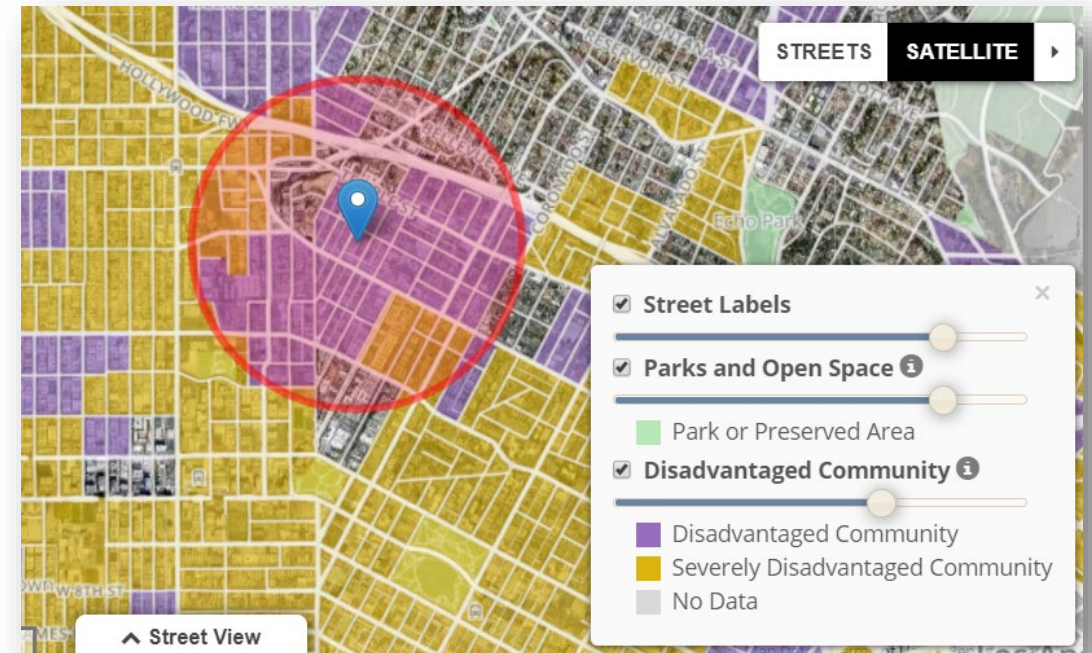 MONTANA ST
RESERVOIR ST
STREETS
SATELLITE
HOLLYWOOD FW
BELLEVUE
CORONADO ST
ALVARADO ST
Echo Park
Street Labels
Parks and Open Space
Park or Preserved Area
Disadvantaged Community
Disadvantaged Community
Severely Disadvantaged Community
No Data
W 8TH ST
Street View